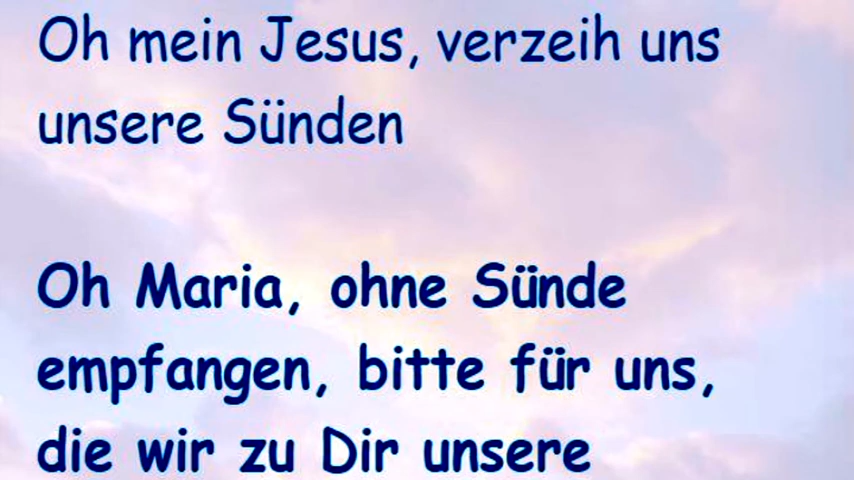 Oh mein Jesus, verzeih uns
unsere Sünden
Oh Maria, ohne Sünde
empfangen, bitte für uns,
die wir zu Dir unsere